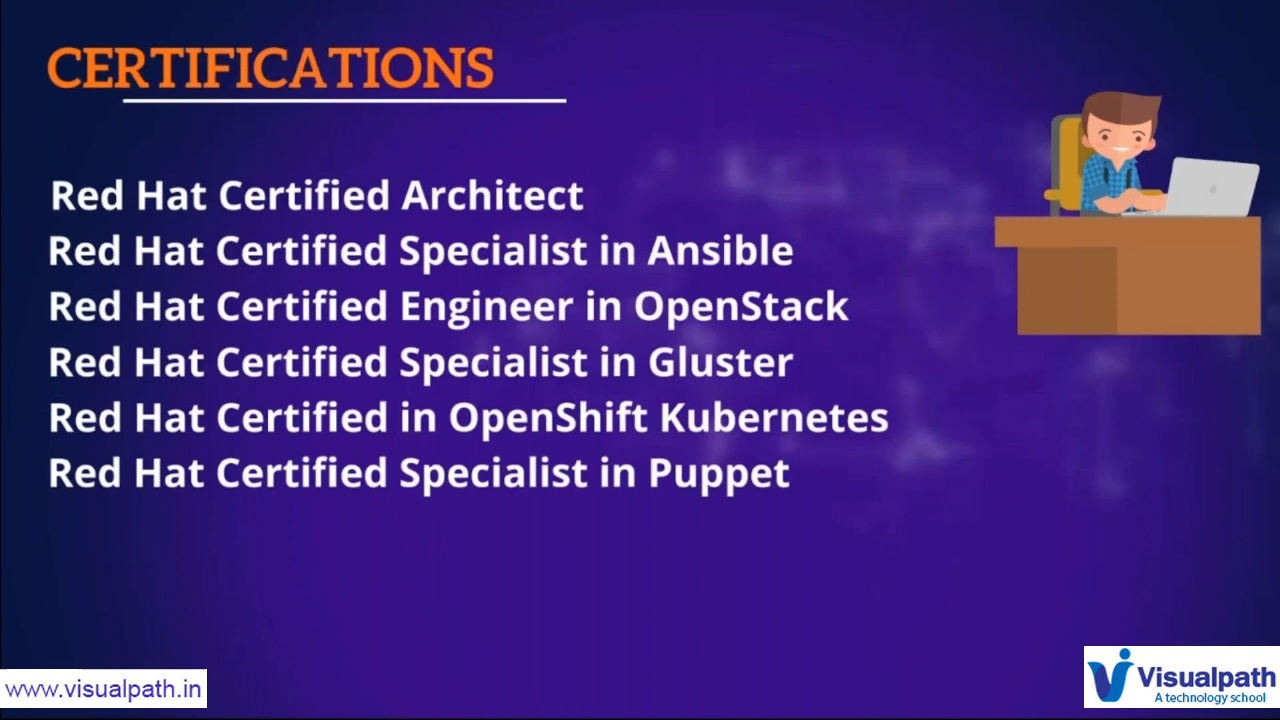 CERTIFICATIONS
Red Hat Certified Architect
Red Hat Certified Specialist in Ansible
Red Hat Certified Engineer in OpenStack
Red Hat Certified Specialist in Gluster
Red Hat Certified in OpenShift Kubernetes
Red Hat Certified Specialist in Puppet
www.visualpath.in
Visualpath
A technology school